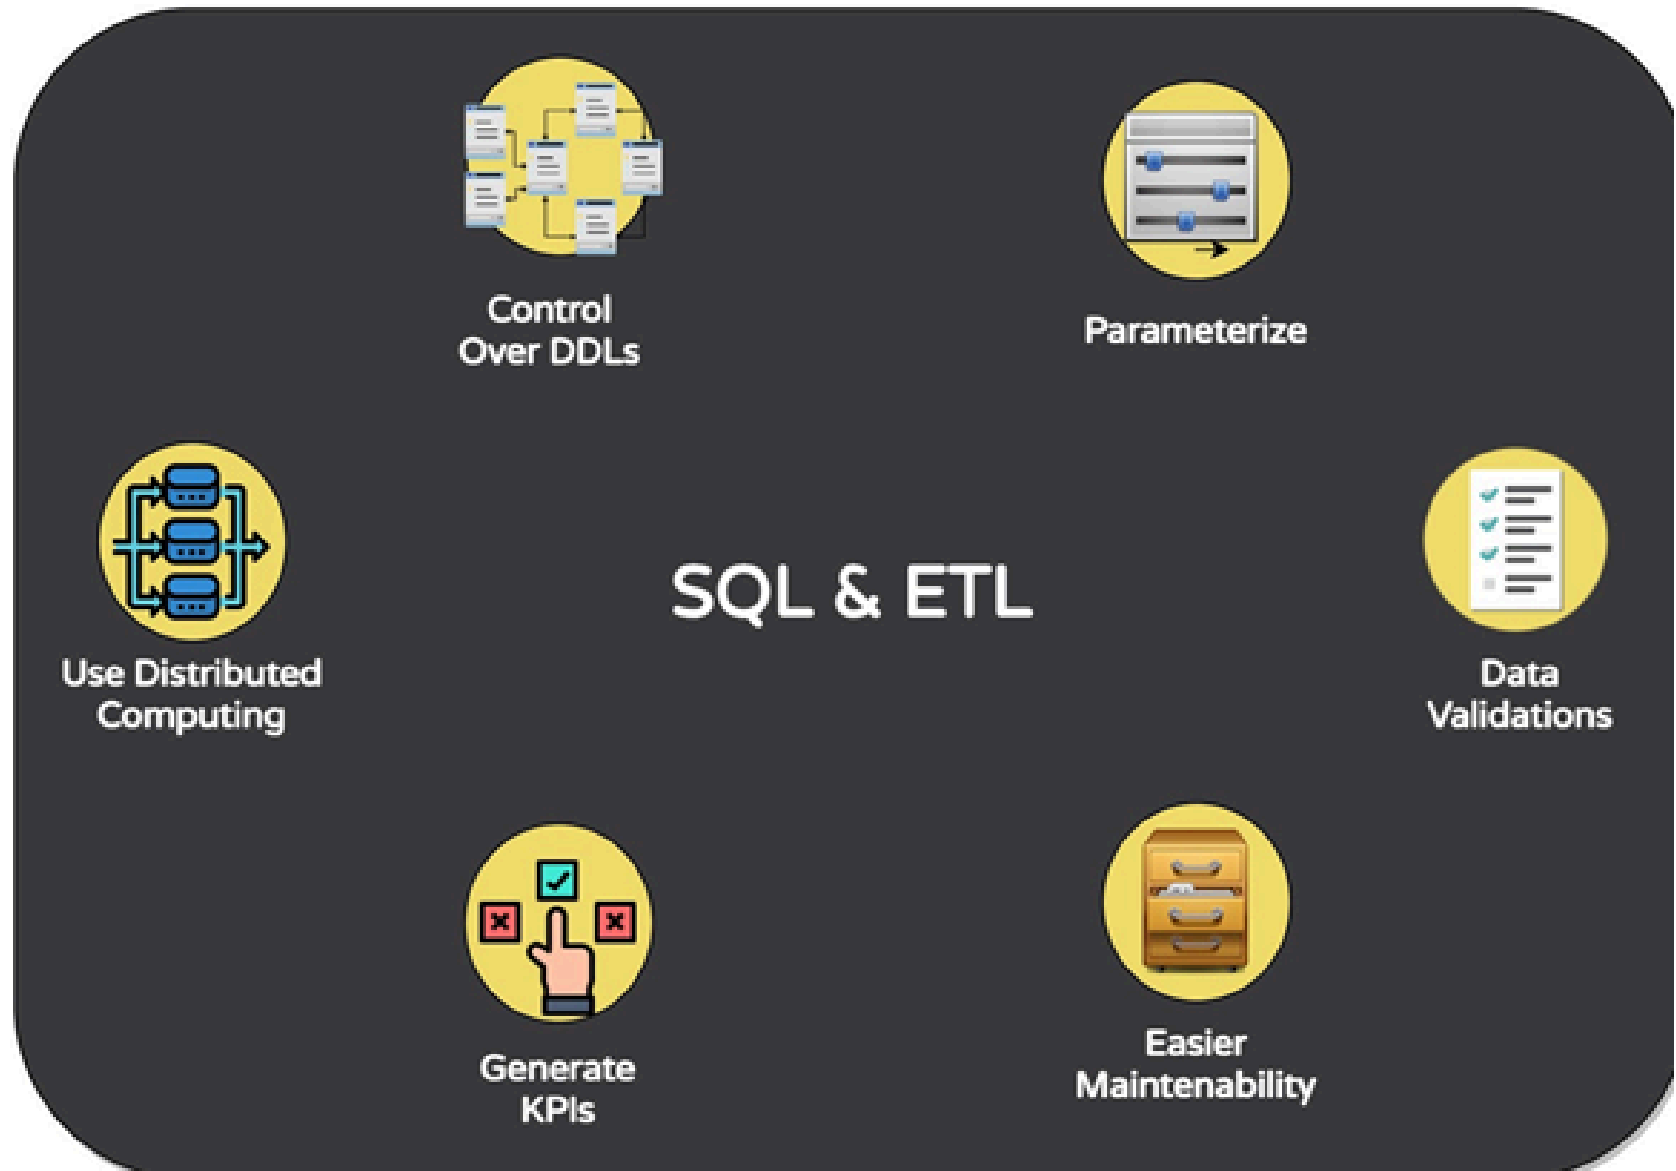 Control
Over DDLs
Parameterize
Use Distributed
Computing
SQL & ETL
Data
Validations
Generate
KPIs
Easier
Maintenability